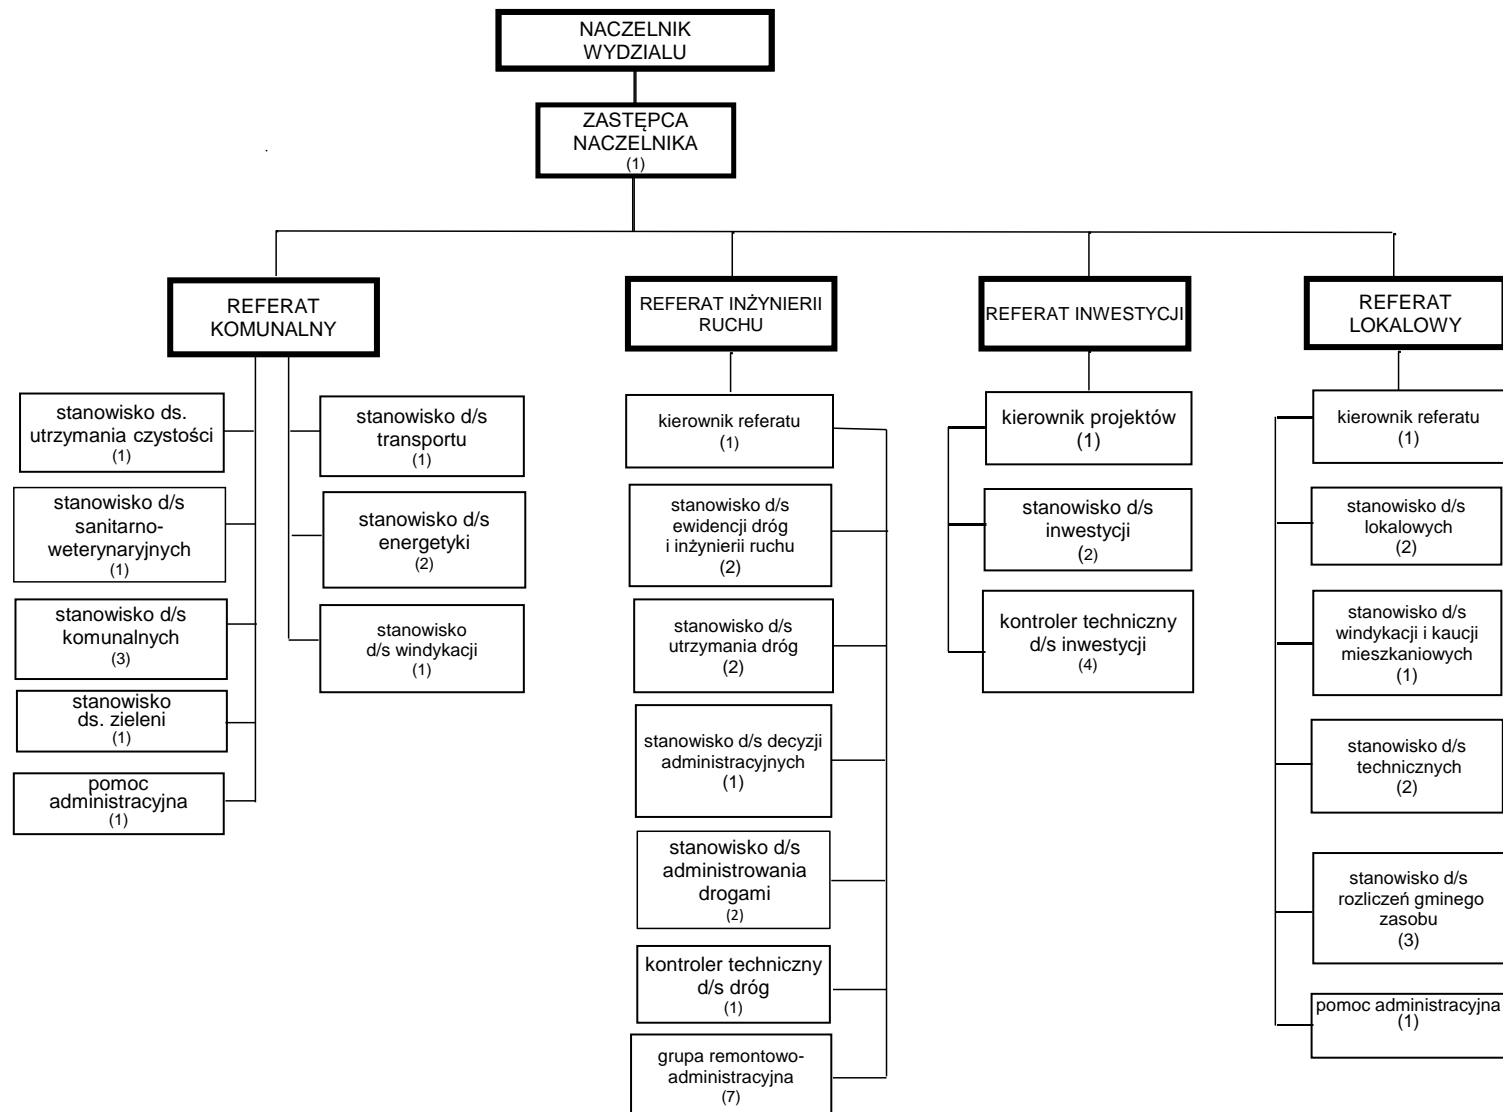 NACZELNIK
WYDZIALU
ZASTĘPCA
NACZELNIKA
(1)
REFERAT
KOMUNALNY
stanowisko ds.
utrzymania czystości
(1)
stanowisko d/s
sanitarno-
weterynaryjnych
(1)
stanowisko d/s
komunalnych
(3)
stanowisko
ds. zieleni
(1)
pomoc
administracyjna
(1)
stanowisko d/s
transportu
(1)
stanowisko d/s
energetyki
(2)
stanowisko
d/s windykacji
(1)
REFERAT INŻYNIERII
RUCHU
kierownik referatu
(1)
stanowisko d/s
ewidencji dróg
i inżynierii ruchu
(2)
stanowisko d/s
utrzymania dróg
(2)
stanowisko d/s decyzji
administracyjnych
(1)
stanowisko d/s
administrowania
drogami
(2)
kontroler techniczny
d/s dróg
(1)
grupa remontowo-
administracyjna
(7)
REFERAT INWESTYCJI
kierownik projektów
(1)
stanowisko d/s
inwestycji
(2)
kontroler techniczny
d/s inwestycji
(4)
REFERAT
LOKALOWY
kierownik referatu
(1)
stanowisko d/s
lokalowych
(2)
stanowisko d/s
windykacji i kaucji
mieszkaniowych
(1)
stanowisko d/s
technicznych
(2)
stanowisko d/s
rozliczeń gminego
zasobu
(3)
pomoc administracyjna
(1)